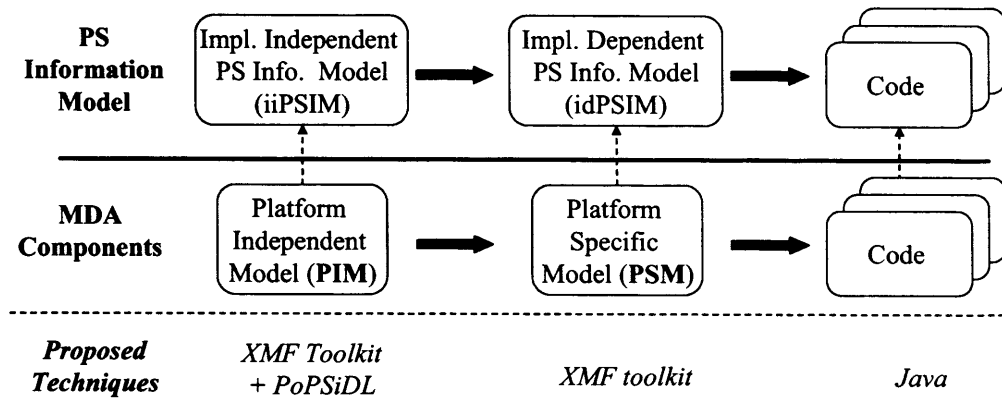 PS
Information
Model
Impl. Independent
PS Info. Model
(iiPSIM)
Impl. Dependent
PS Info. Model
(idPSIM)
Code
MDA
Components
Platform
Independent
Model (PIM)
Platform
Specific
Model (PSM)
Code
Proposed
Techniques
XMF Toolkit
+ PoPSiDL
XMF toolkit
Java